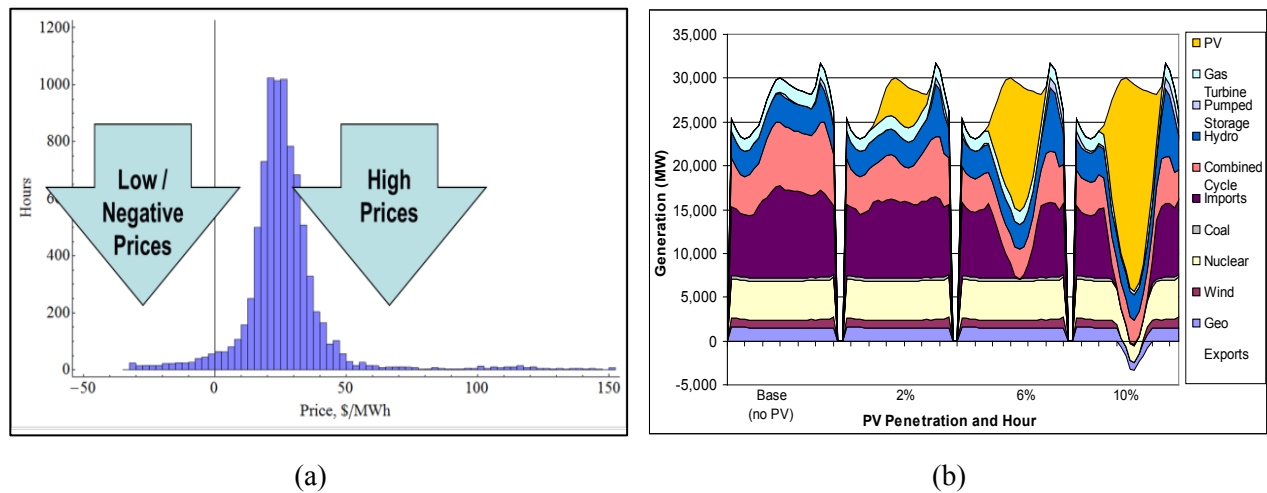 1200
1000
800
600
400
200
0
Hours
Low /
Negative
Prices
High
Prices
−50
0
50
100
150
Price, $/MWh
(a)
35,000
30,000
25,000
20,000
15,000
10,000
5,000
0
-5,000
Generation (MW)
Base
(no PV)
2%
6%
10%
PV Penetration and Hour
PV
Gas
Turbine
Pumped
Storage
Hydro
Combined
Cycle
Imports
Coal
Nuclear
Wind
Geo
Exports
(b)